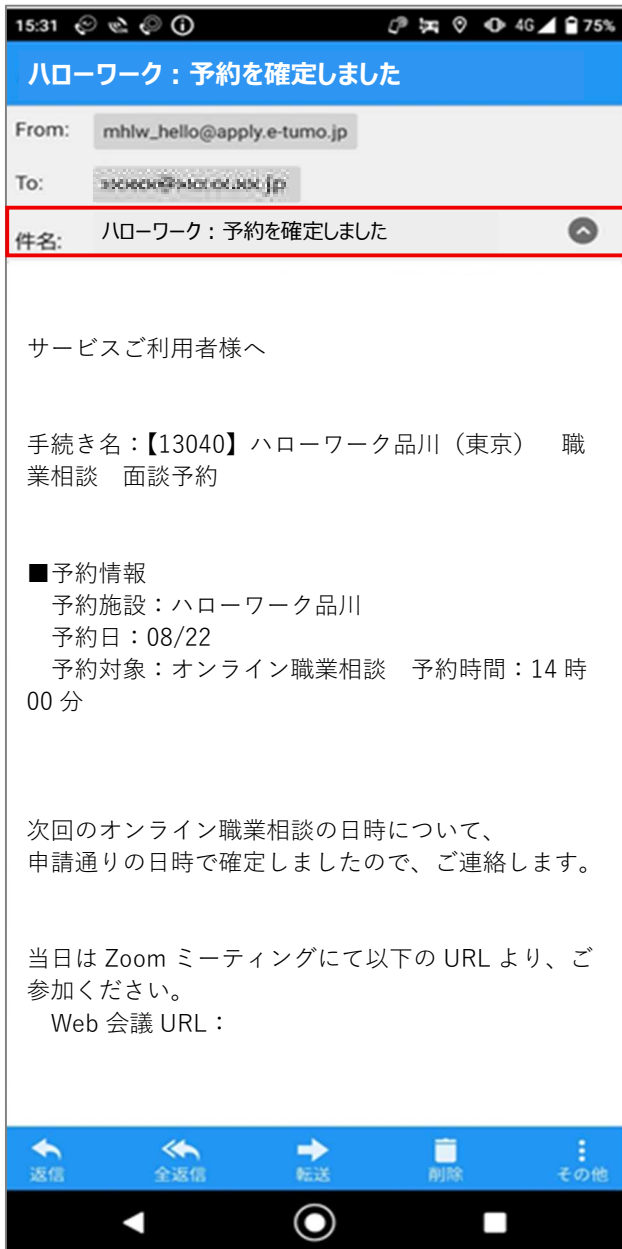 15:31
4G 75%
ハローワーク：予約を確定しました
From: mhlw_hello@apply.e-tumo.jp
To: .jp
件名: ハローワーク：予約を確定しました
サービスご利用者様へ
手続き名：【13040】ハローワーク品川（東京）　職
業相談　面談予約
■予約情報
　予約施設：ハローワーク品川
　予約日：08/22
　予約対象：オンライン職業相談　予約時間：14 時
00 分
次回のオンライン職業相談の日時について、
申請通りの日時で確定しましたので、ご連絡します。
当日は Zoom ミーティングにて以下の URL より、ご
参加ください。
　Web 会議 URL：
返信 全返信 転送 削除 その他